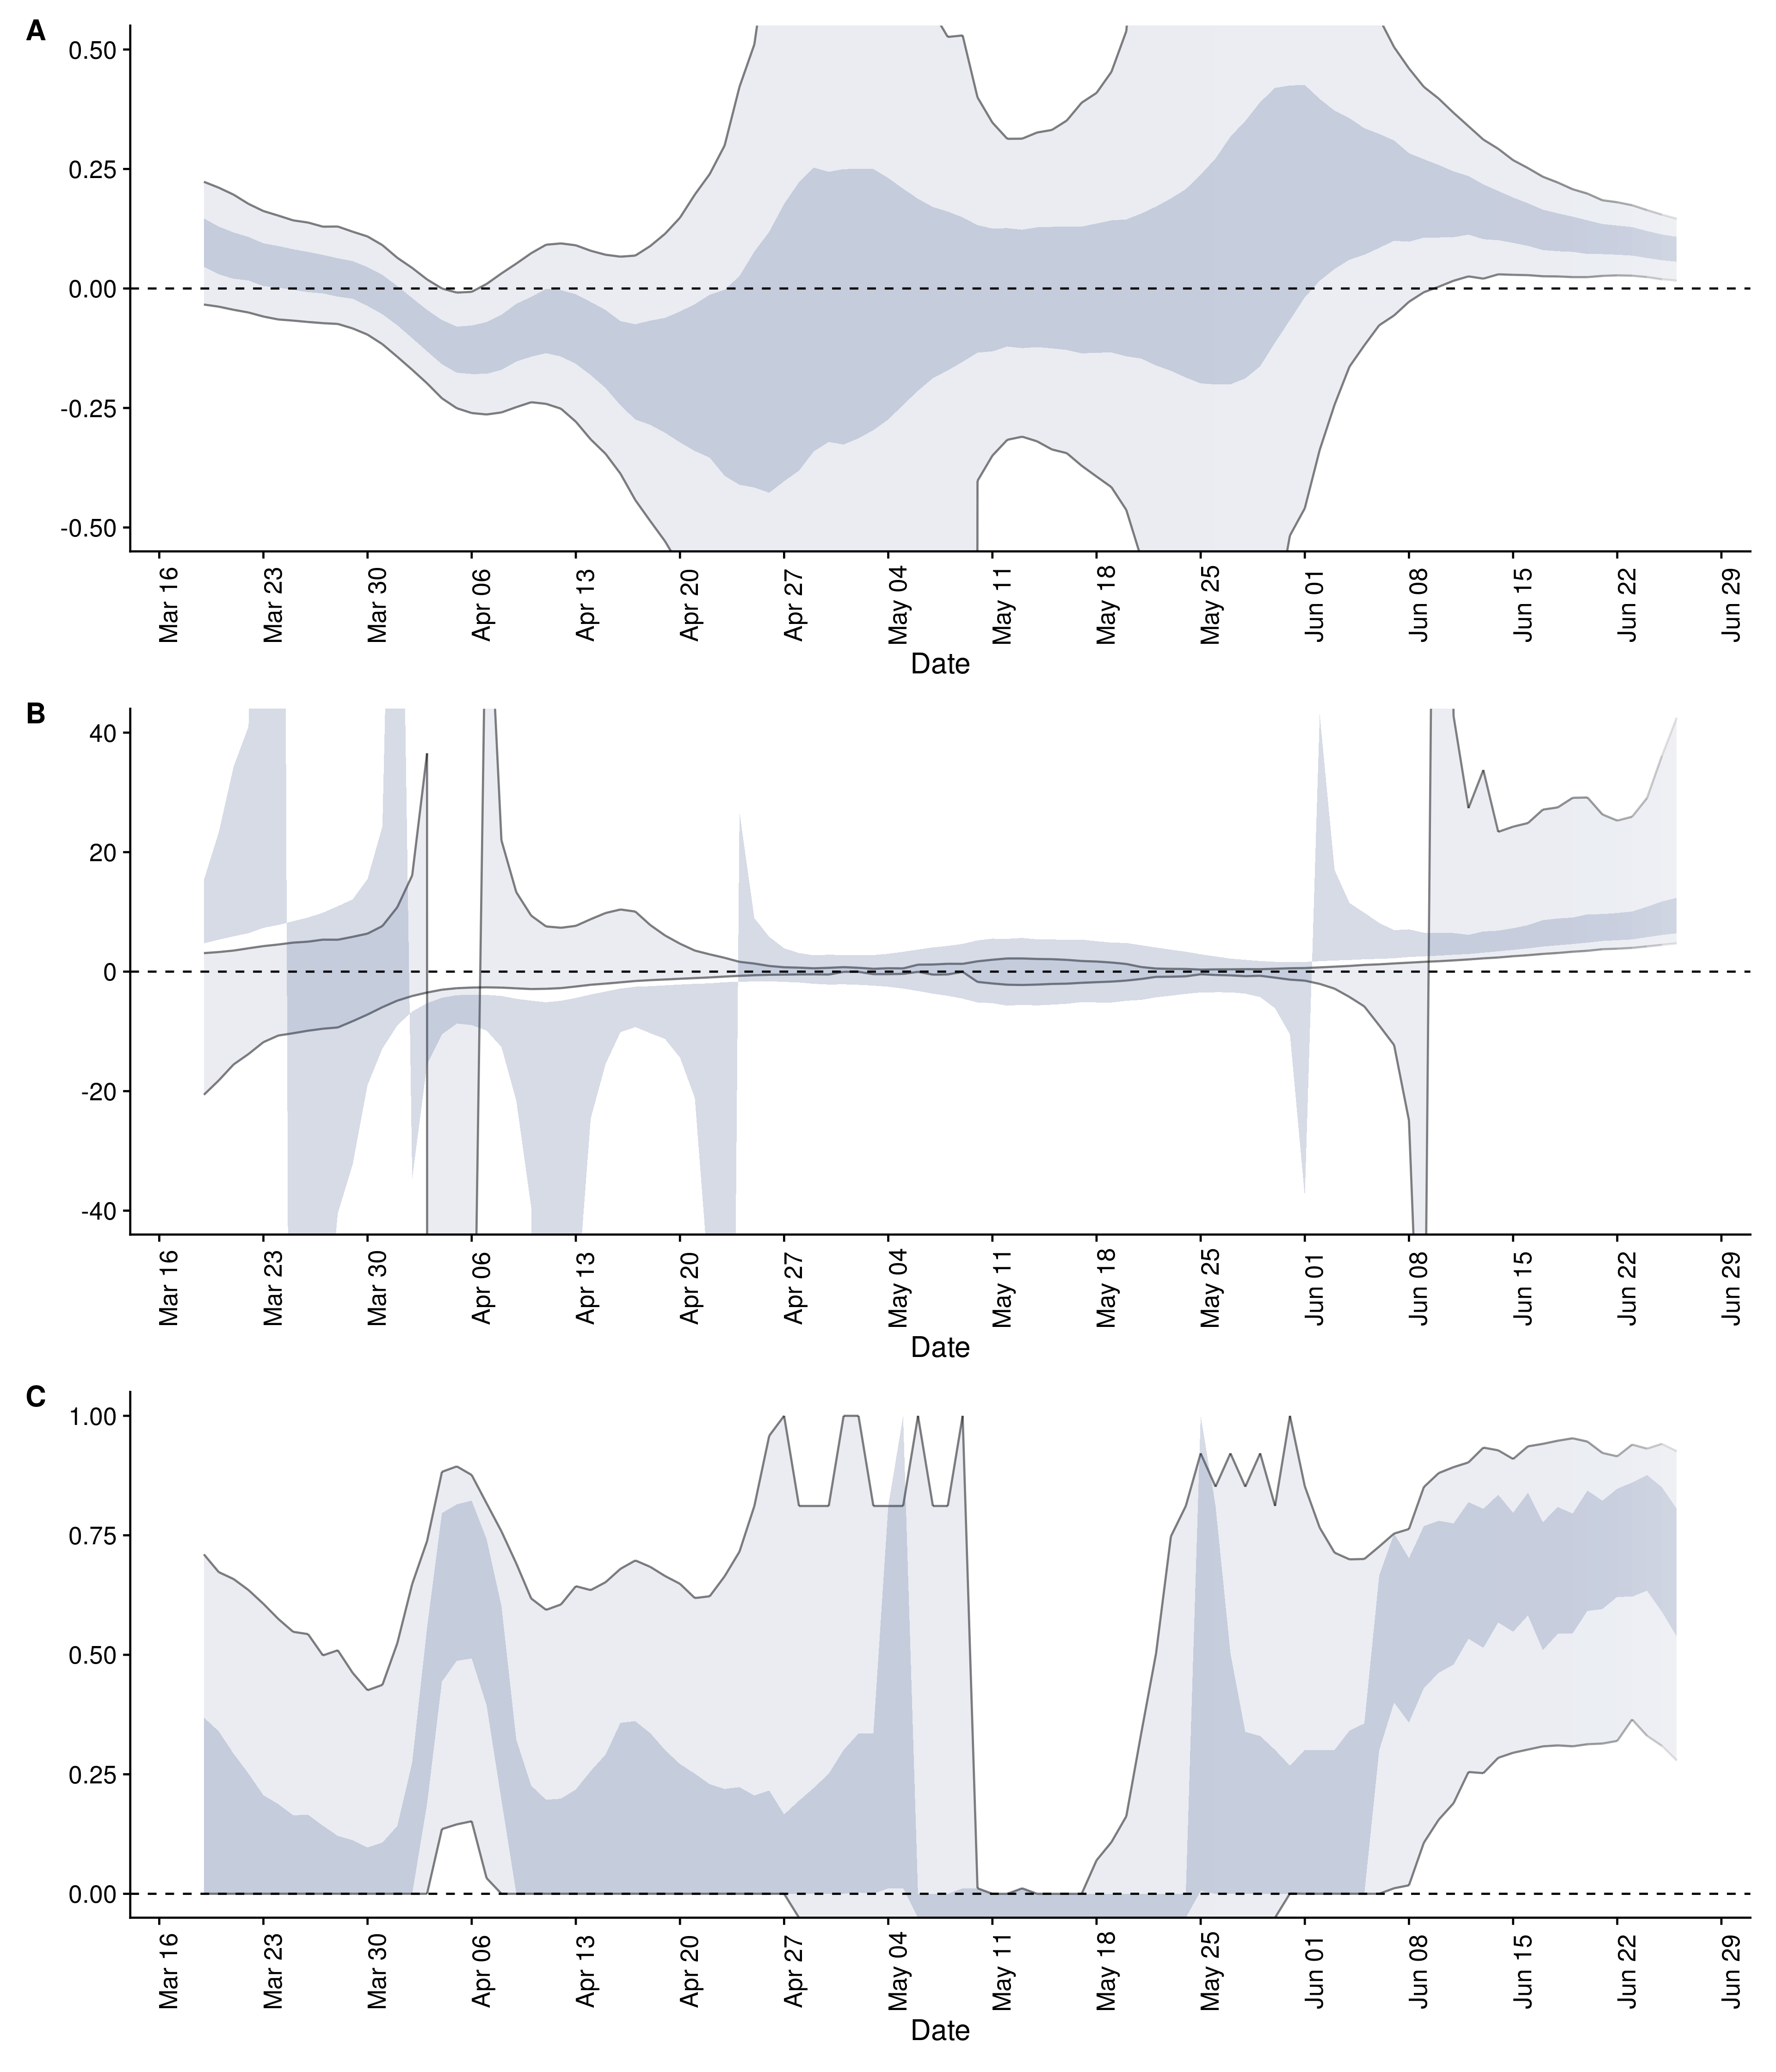 A
0.50
0.25
0.00
-0.25
-0.50
Mar 16
Mar 23
Mar 30
Apr 06
Apr 13
Apr 20
Apr 27
May 04
May 11
May 18
May 25
Jun 01
Jun 08
Jun 15
Jun 22
Jun 29
Date
B
40
20
0
-20
-40
Mar 16
Mar 23
Mar 30
Apr 06
Apr 13
Apr 20
Apr 27
May 04
May 11
May 18
May 25
Jun 01
Jun 08
Jun 15
Jun 22
Jun 29
Date
C
1.00
0.75
0.50
0.25
0.00
Mar 16
Mar 23
Mar 30
Apr 06
Apr 13
Apr 20
Apr 27
May 04
May 11
May 18
May 25
Jun 01
Jun 08
Jun 15
Jun 22
Jun 29
Date